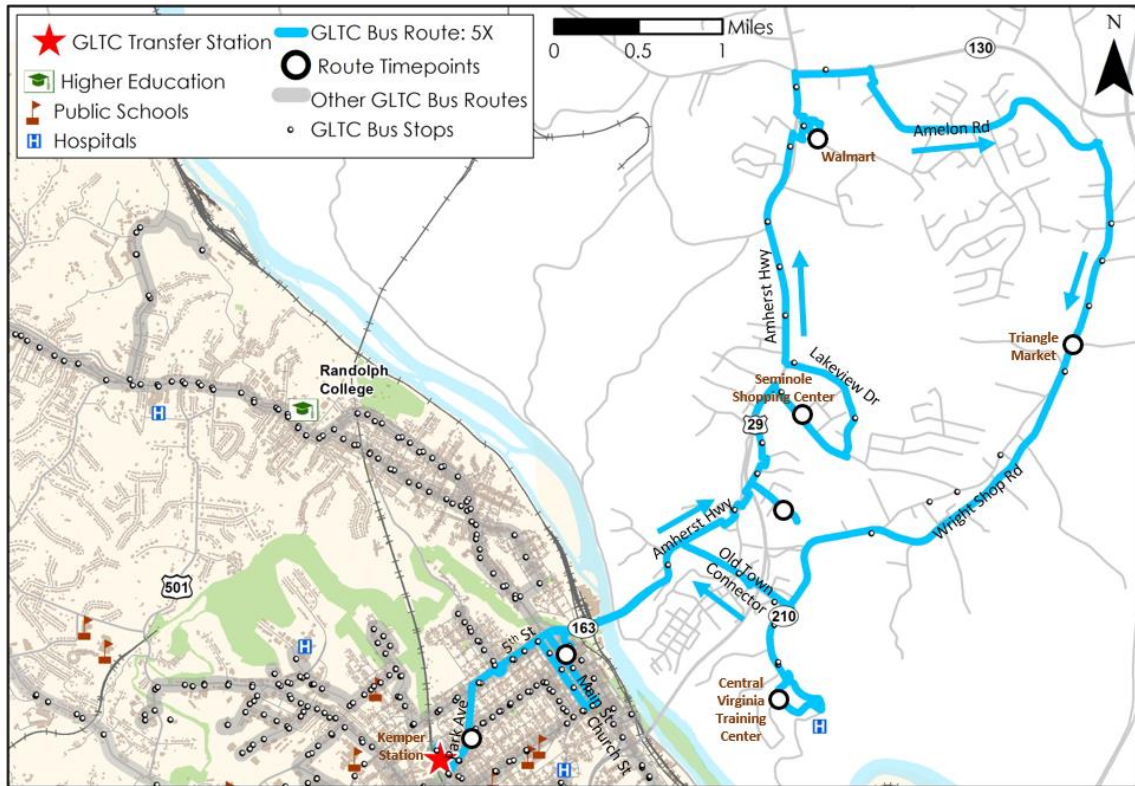 GLTC Transfer Station
Higher Education
Public Schools
H Hospitals
GLTC Bus Route: 5X
Route Timepoints
Other GLTC Bus Routes
GLTC Bus Stops
Miles
0 0.5 1
N
130
Amelon Rd
Walmart
Amherst Hwy
Triangle
Market
Lakeview Dr
Seminole
Shopping Center
29
Randolph
College
H
Wright Shop Rd
Amherst Hwy
Old Town
Connector
210
501
163
5th St
H
Main St
Church St
Park Ave
Kemper
Station
Central
Virginia
Training
Center
H
H